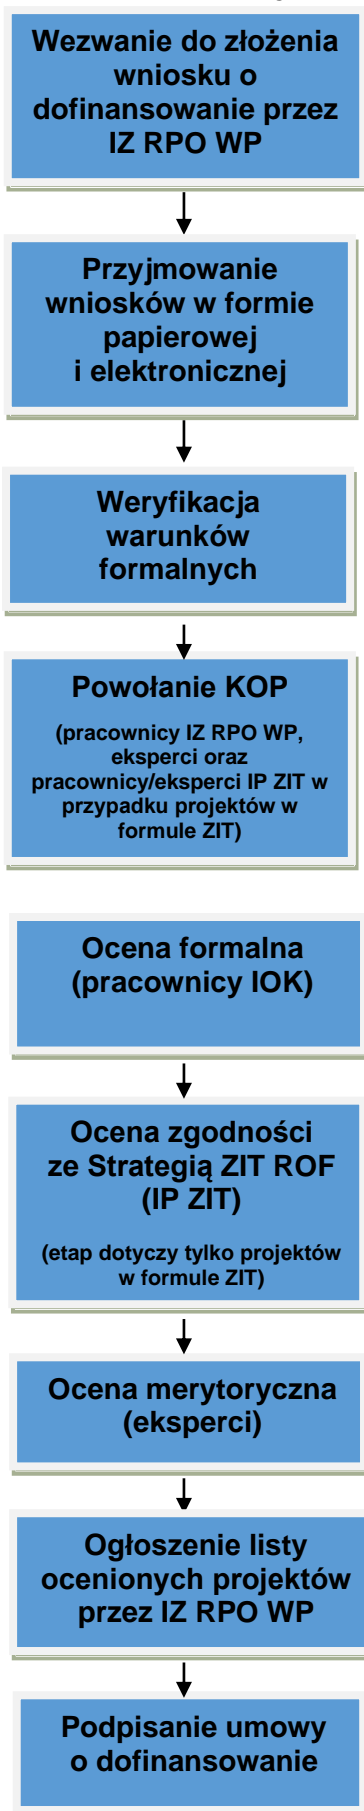 Wezwanie do złożenia
wniosku o
dofinansowanie przez
IZ RPO WP
Przyjmowanie
wniosków w formie
papierowej
i elektronicznej
Weryfikacja
warunków
formalnych
Powołanie KOP
(pracownicy IZ RPO WP,
eksperci oraz
pracownicy/eksperci IP ZIT w
przypadku projektów w
formule ZIT)
Ocena formalna
(pracownicy IOK)
Ocena zgodności
ze Strategią ZIT ROF
(IP ZIT)
(etap dotyczy tylko projektów
w formule ZIT)
Ocena merytoryczna
(eksperci)
Ogłoszenie listy
ocenionych projektów
przez IZ RPO WP
Podpisanie umowy
o dofinansowanie